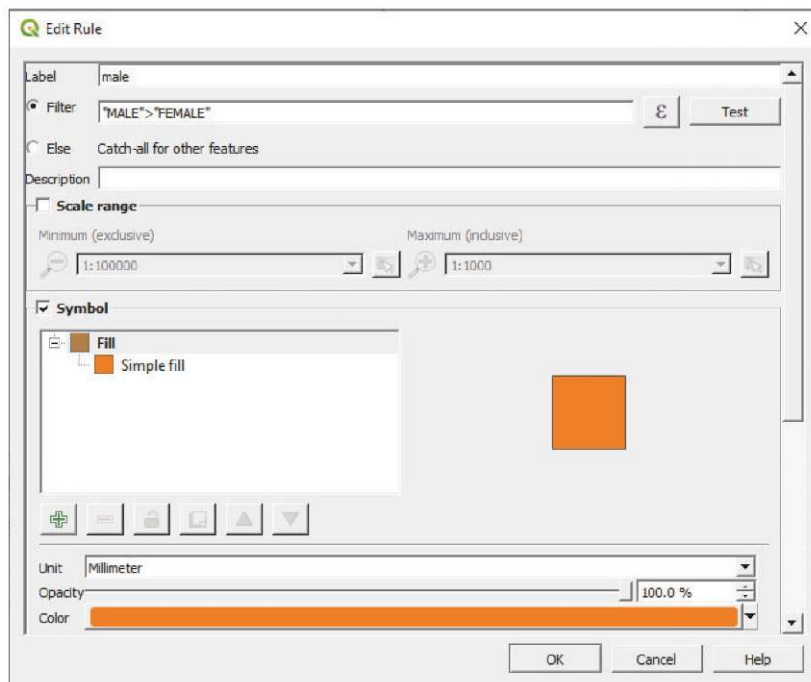 Edit Rule
Label male
Filter "MALE">"FEMALE" ε Test
Else Catch-all for other features
Description
Scale range
Minimum (exclusive) Maximum (inclusive)
1:100000 1:1000
Symbol
Fill
Simple fill
Unit Millimeter
Opacity 100.0 %
Color
OK Cancel Help